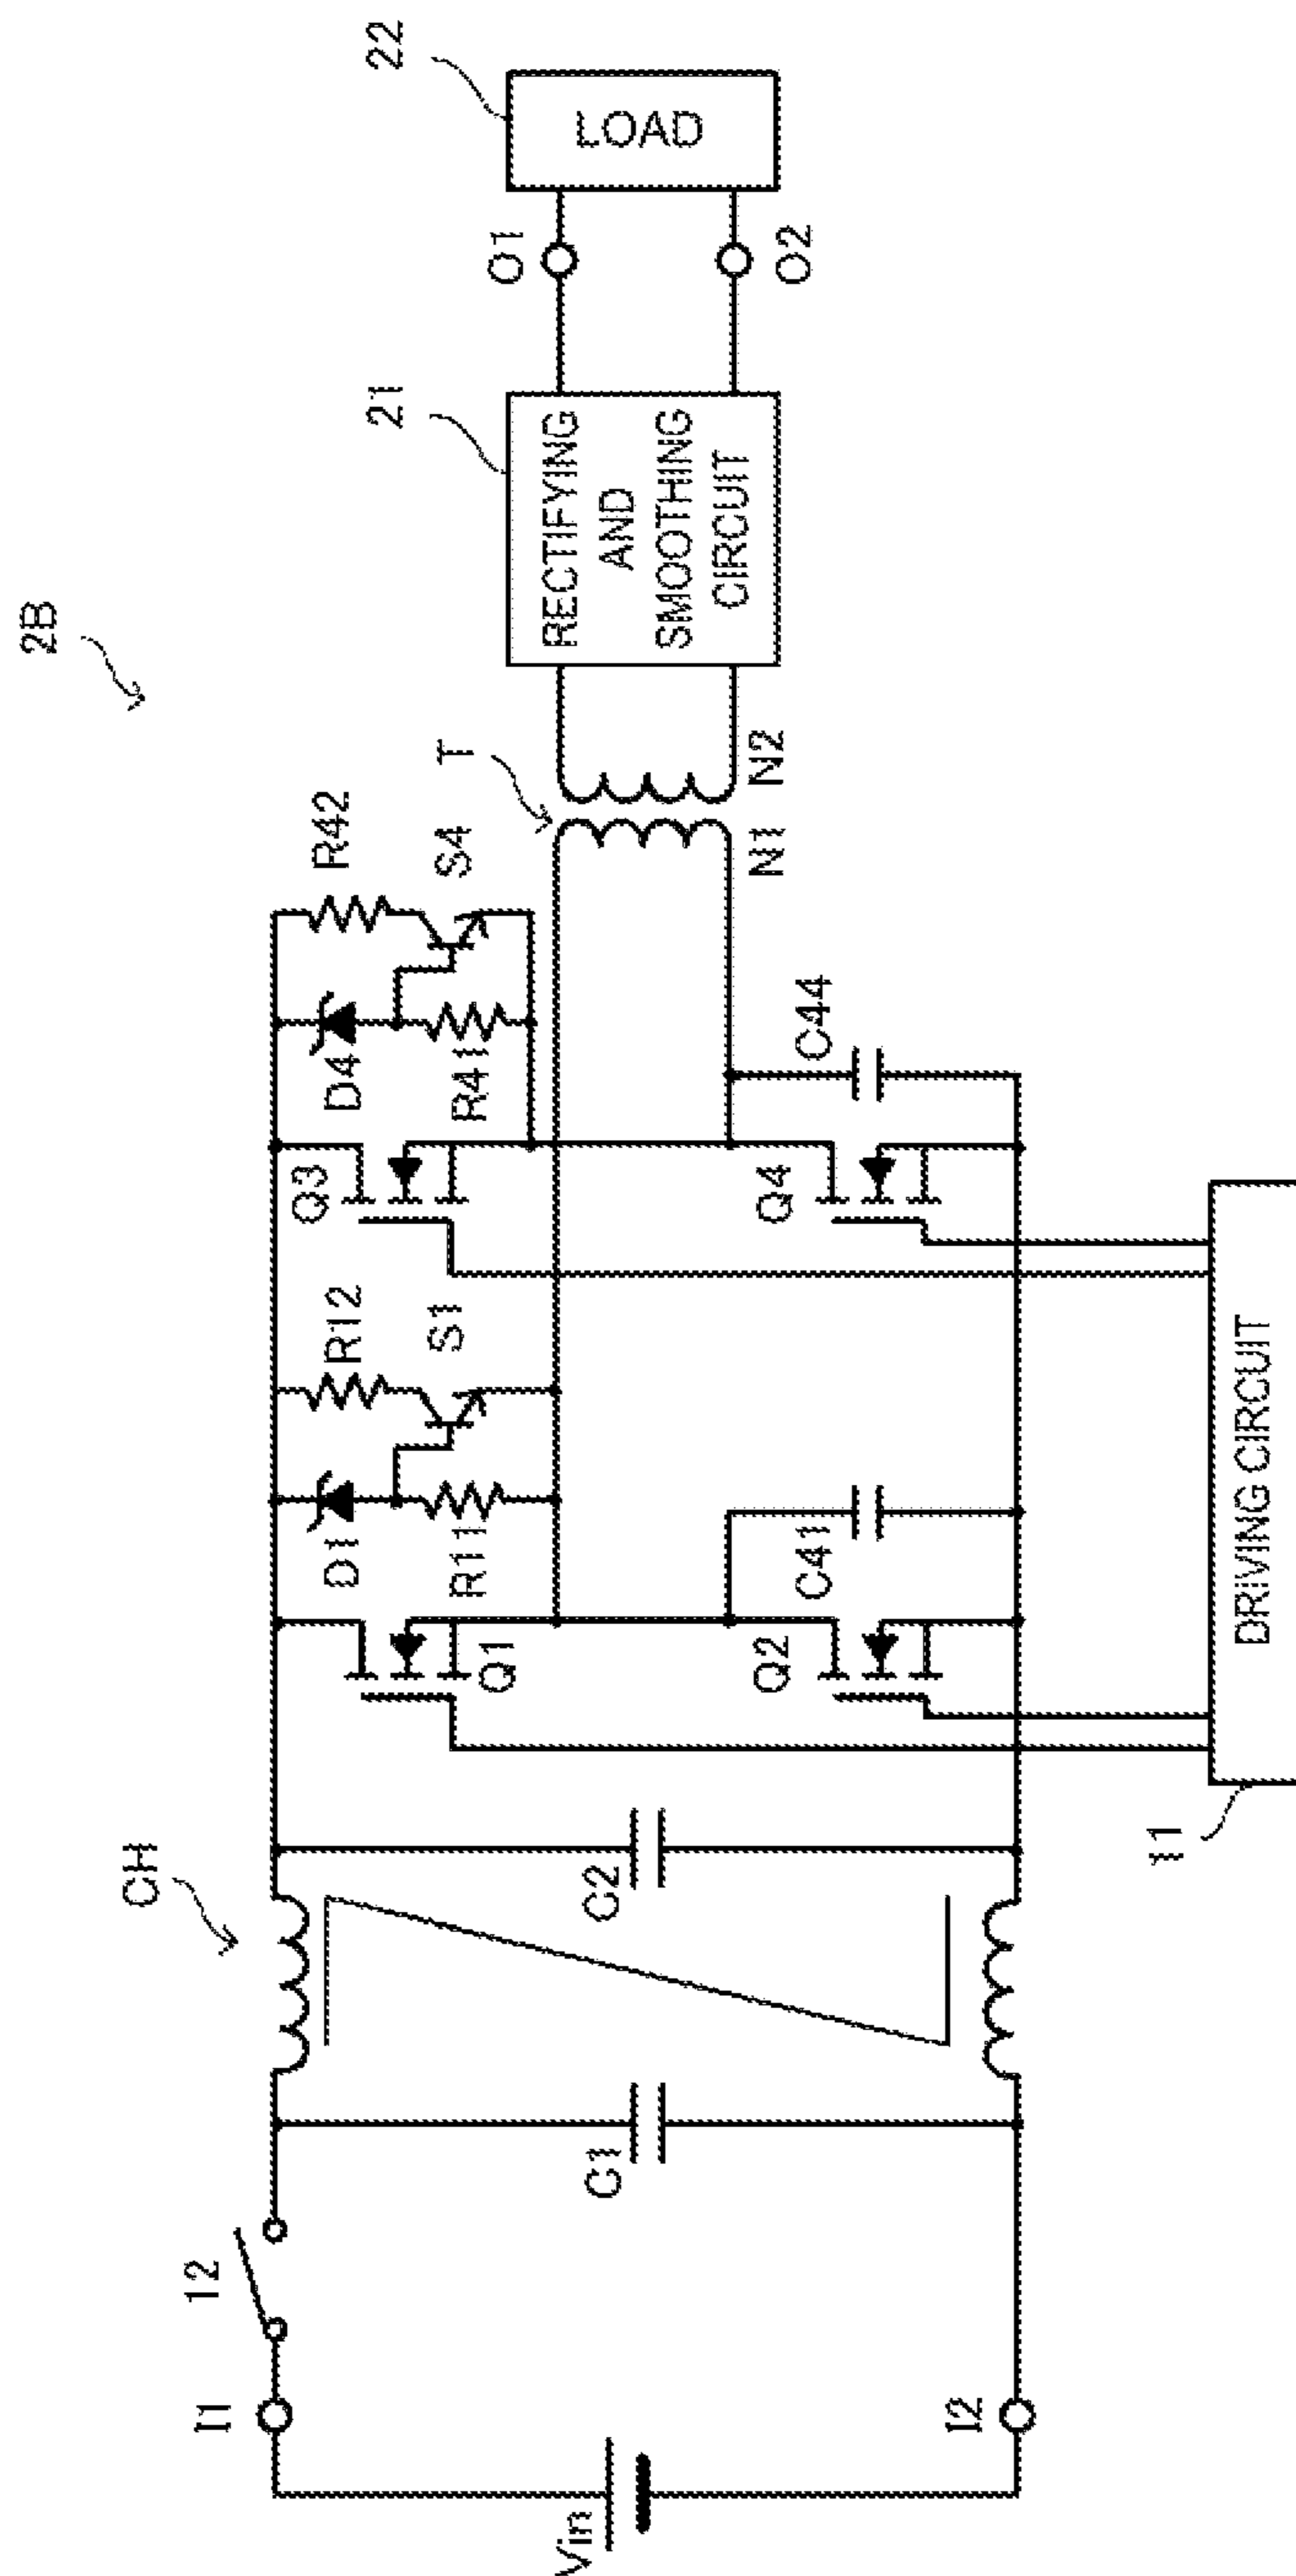 2B
CH
T
I1
12
C1
C2
Vin
I2
Q1
D1
R11
R12
S1
Q2
C41
Q3
D4
R41
R42
S4
Q4
C44
N1
N2
21
RECTIFYING
AND
SMOOTHING
CIRCUIT
O1
O2
22
LOAD
11
DRIVING CIRCUIT